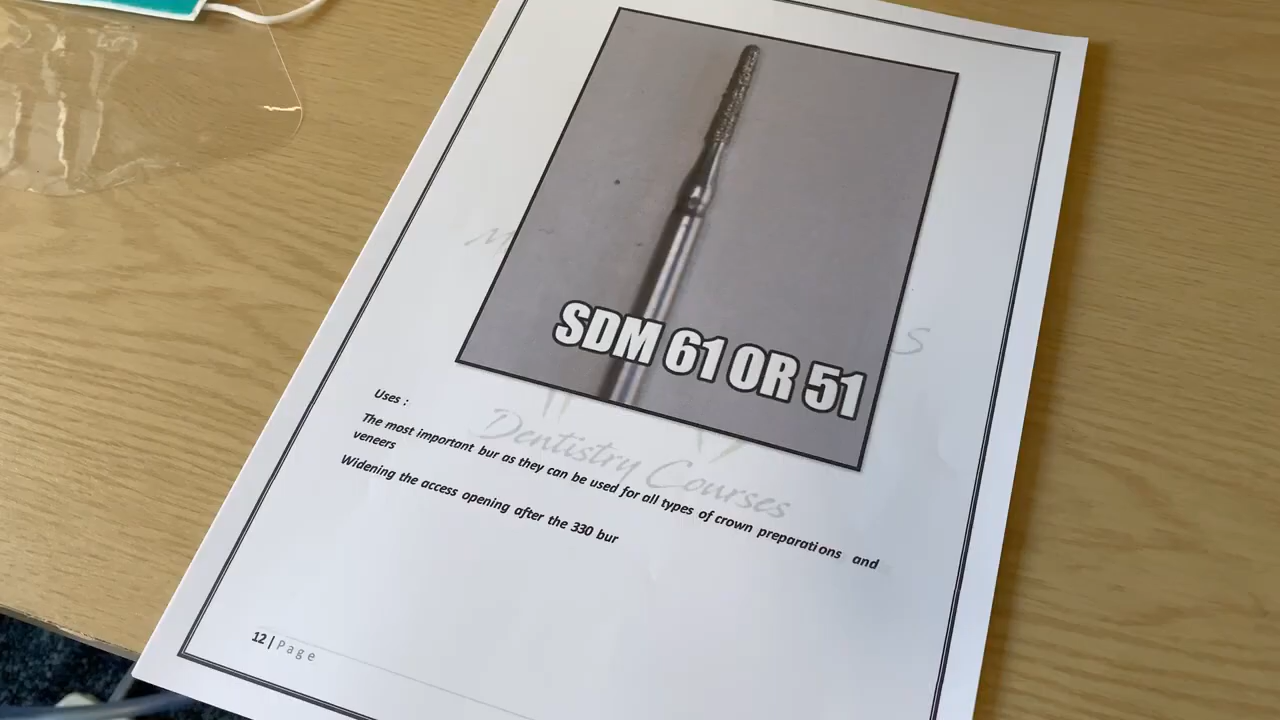 SDM 61 OR 51
Dentistry Courses
Uses :
The most important bur as they can be used for all types of crown preparations and
veneers
Widening the access opening after the 330 bur
12 | Page